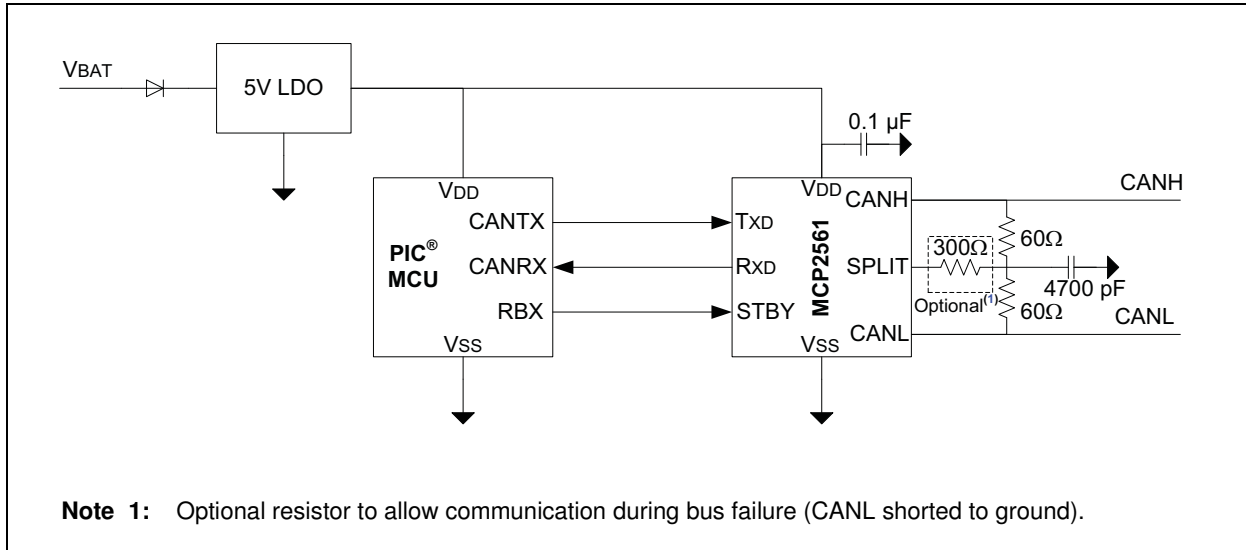 VBAT
5V LDO
0.1 µF
VDD
CANTX
CANRX
RBX
PIC®
MCU
VSS
VDD
TXD
RXD
STBY
MCP2561
CANH
SPLIT
CANL
VSS
CANH
60Ω
300Ω
Optional(1)
4700 pF
60Ω
CANL
Note 1: Optional resistor to allow communication during bus failure (CANL shorted to ground).